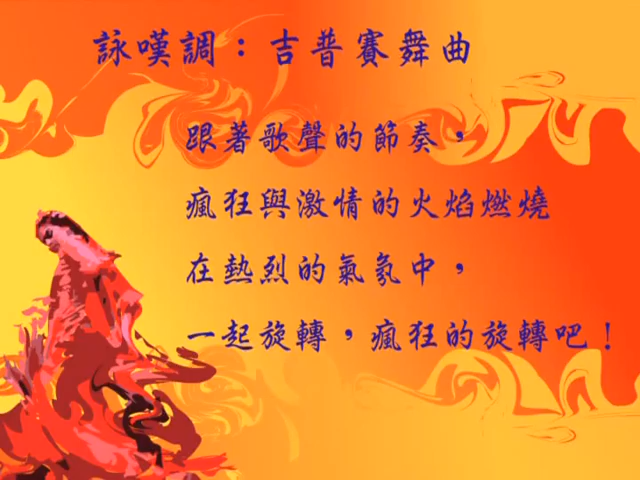 詠嘆調：吉普賽舞曲
跟著歌聲的節奏，
瘋狂與激情的火焰燃燒
在熱烈的氣氛中，
一起旋轉，瘋狂的旋轉吧！